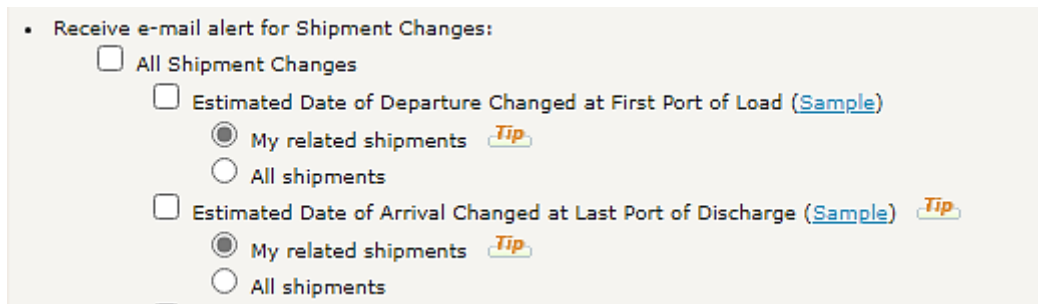 Receive e-mail alert for Shipment Changes:
All Shipment Changes
Estimated Date of Departure Changed at First Port of Load (Sample)
My related shipments Tip
All shipments
Estimated Date of Arrival Changed at Last Port of Discharge (Sample) Tip
My related shipments Tip
All shipments